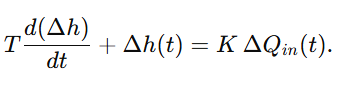 T d(Δh)/dt + Δh(t) = K ΔQ_in(t).